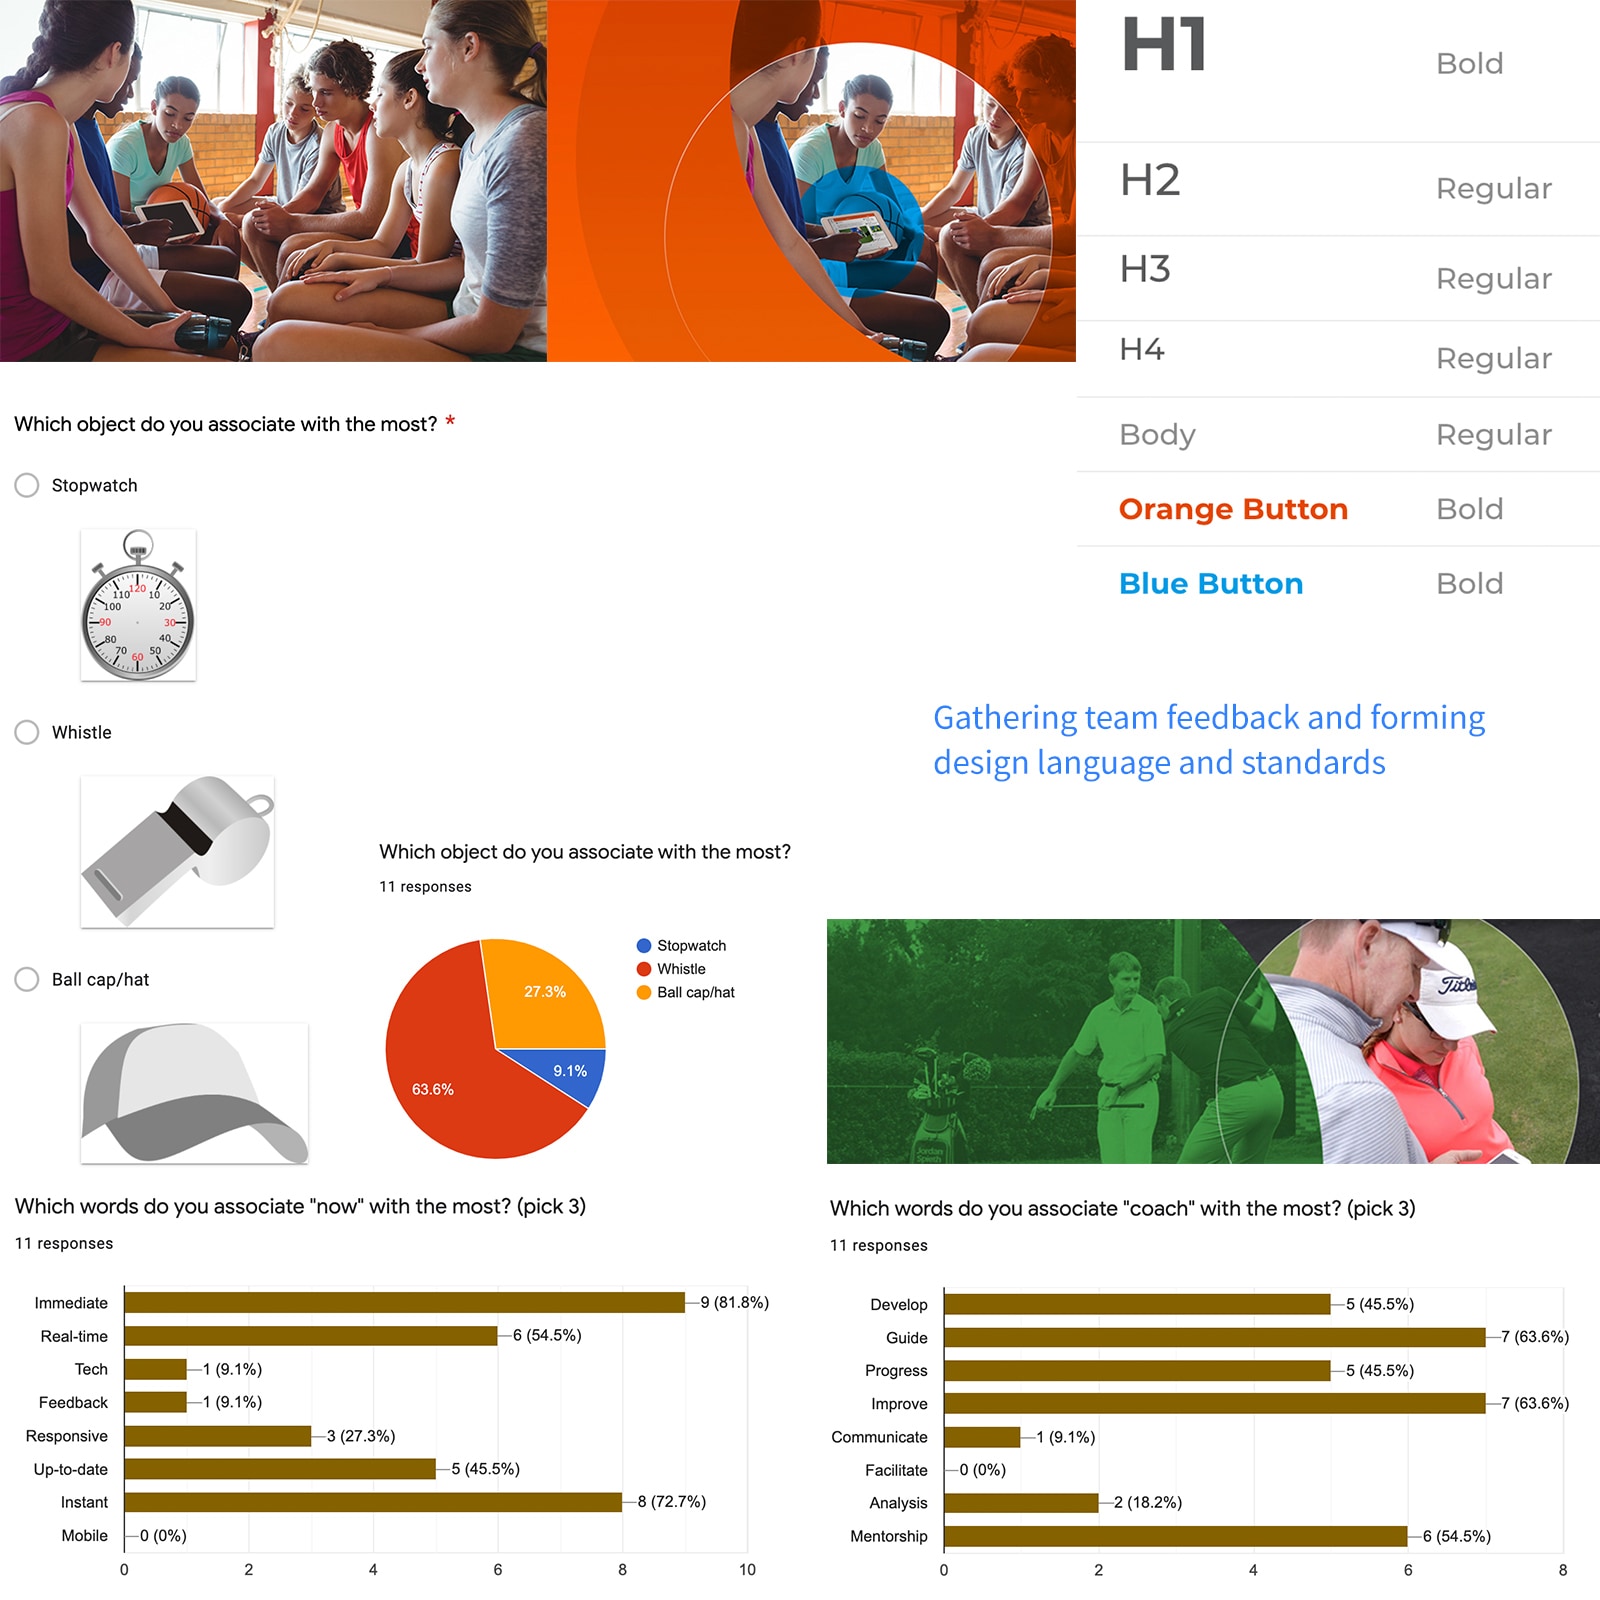 H1 Bold
H2 Regular
H3 Regular
H4 Regular
Body Regular
Orange Button Bold
Blue Button Bold
Which object do you associate with the most? *
Stopwatch
120
110 10
100 20
90 30
80 40
70 50
60
Whistle
Ball cap/hat
Gathering team feedback and forming
design language and standards
Which object do you associate with the most?
11 responses
Stopwatch
Whistle
Ball cap/hat
27.3%
9.1%
63.6%
Jordan
Spieth
Which words do you associate "now" with the most? (pick 3)
11 responses
Immediate 9 (81.8%)
Real-time 6 (54.5%)
Tech 1 (9.1%)
Feedback 1 (9.1%)
Responsive 3 (27.3%)
Up-to-date 5 (45.5%)
Instant 8 (72.7%)
Mobile 0 (0%)
0 2 4 6 8 10
Which words do you associate "coach" with the most? (pick 3)
11 responses
Develop 5 (45.5%)
Guide 7 (63.6%)
Progress 5 (45.5%)
Improve 7 (63.6%)
Communicate 1 (9.1%)
Facilitate 0 (0%)
Analysis 2 (18.2%)
Mentorship 6 (54.5%)
0 2 4 6 8